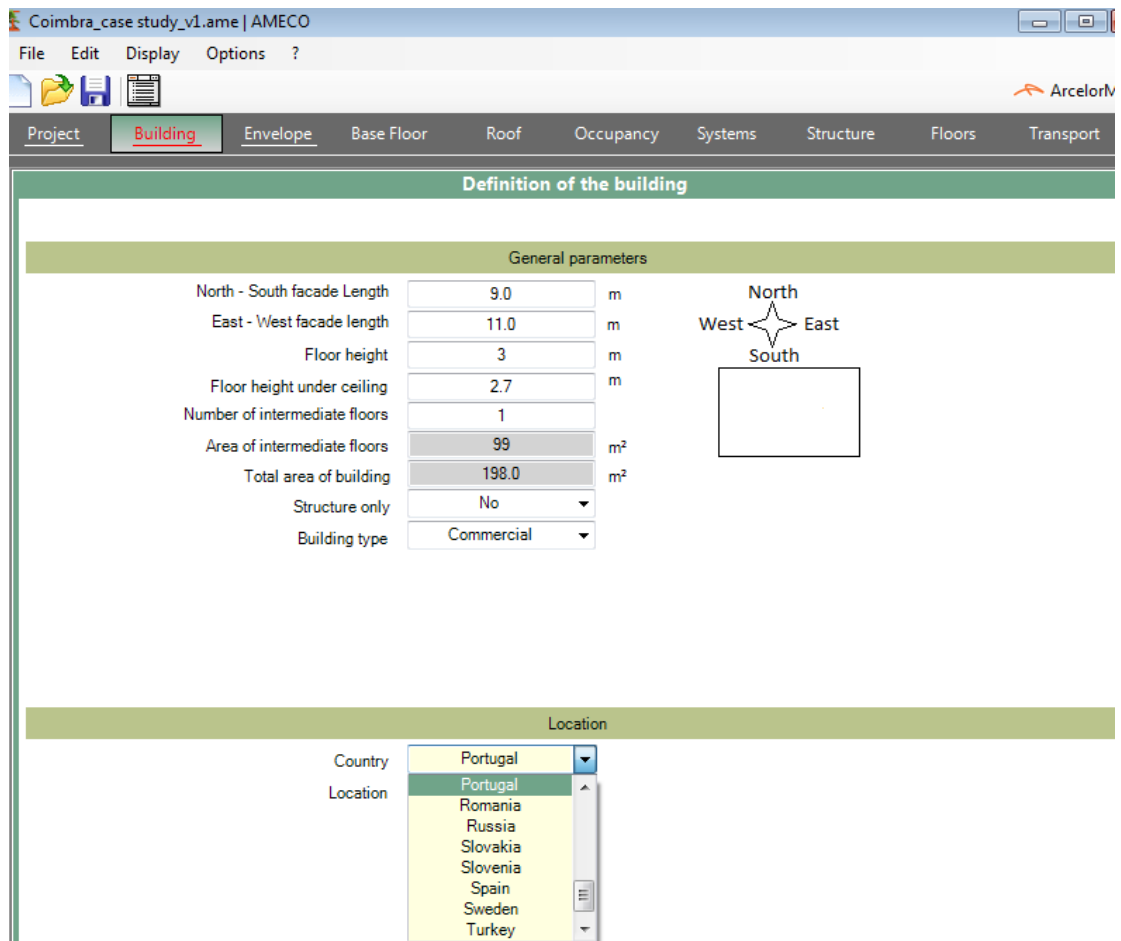 Coimbra_case study_v1.ame | AMECO
File Edit Display Options ?
ArcelorM
Project Building Envelope Base Floor Roof Occupancy Systems Structure Floors Transport
Definition of the building
General parameters
North - South facade Length 9.0 m
East - West facade length 11.0 m
Floor height 3 m
Floor height under ceiling 2.7 m
Number of intermediate floors 1
Area of intermediate floors 99 m²
Total area of building 198.0 m²
Structure only No
Building type Commercial
North
West East
South
Location
Country Portugal
Location
Portugal
Romania
Russia
Slovakia
Slovenia
Spain
Sweden
Turkey